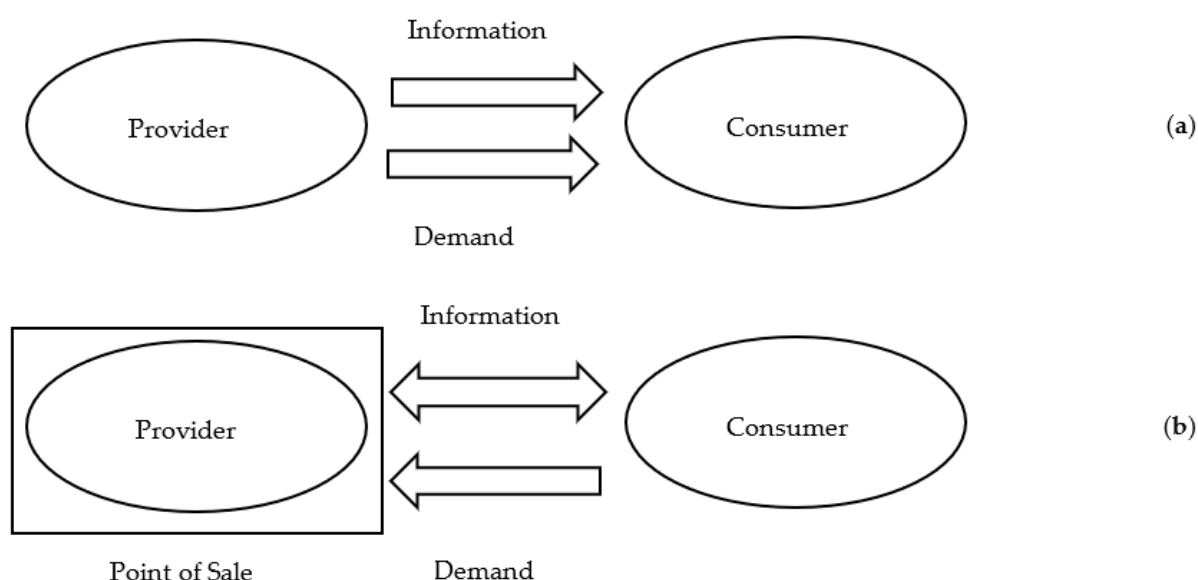 Information
Provider
Consumer
(a)
Demand
Information
Provider
Consumer
(b)
Point of Sale
Demand